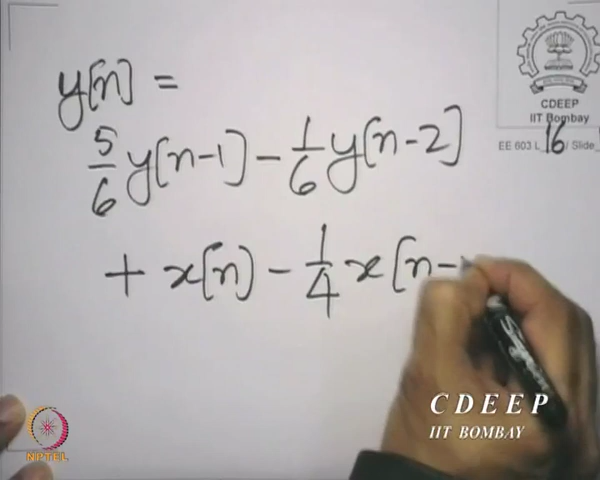 y[n] =
5/6 y[n-1] - 1/6 y[n-2]
+ x[n] - 1/4 x[n-
CDEEP
IIT Bombay
EE 603 L 16 / Slide
CDEEP
IIT BOMBAY
NPTEL